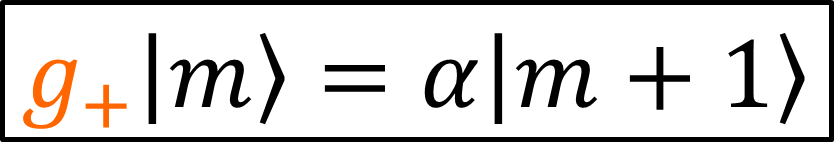 g₊|m⟩ = α|m + 1⟩